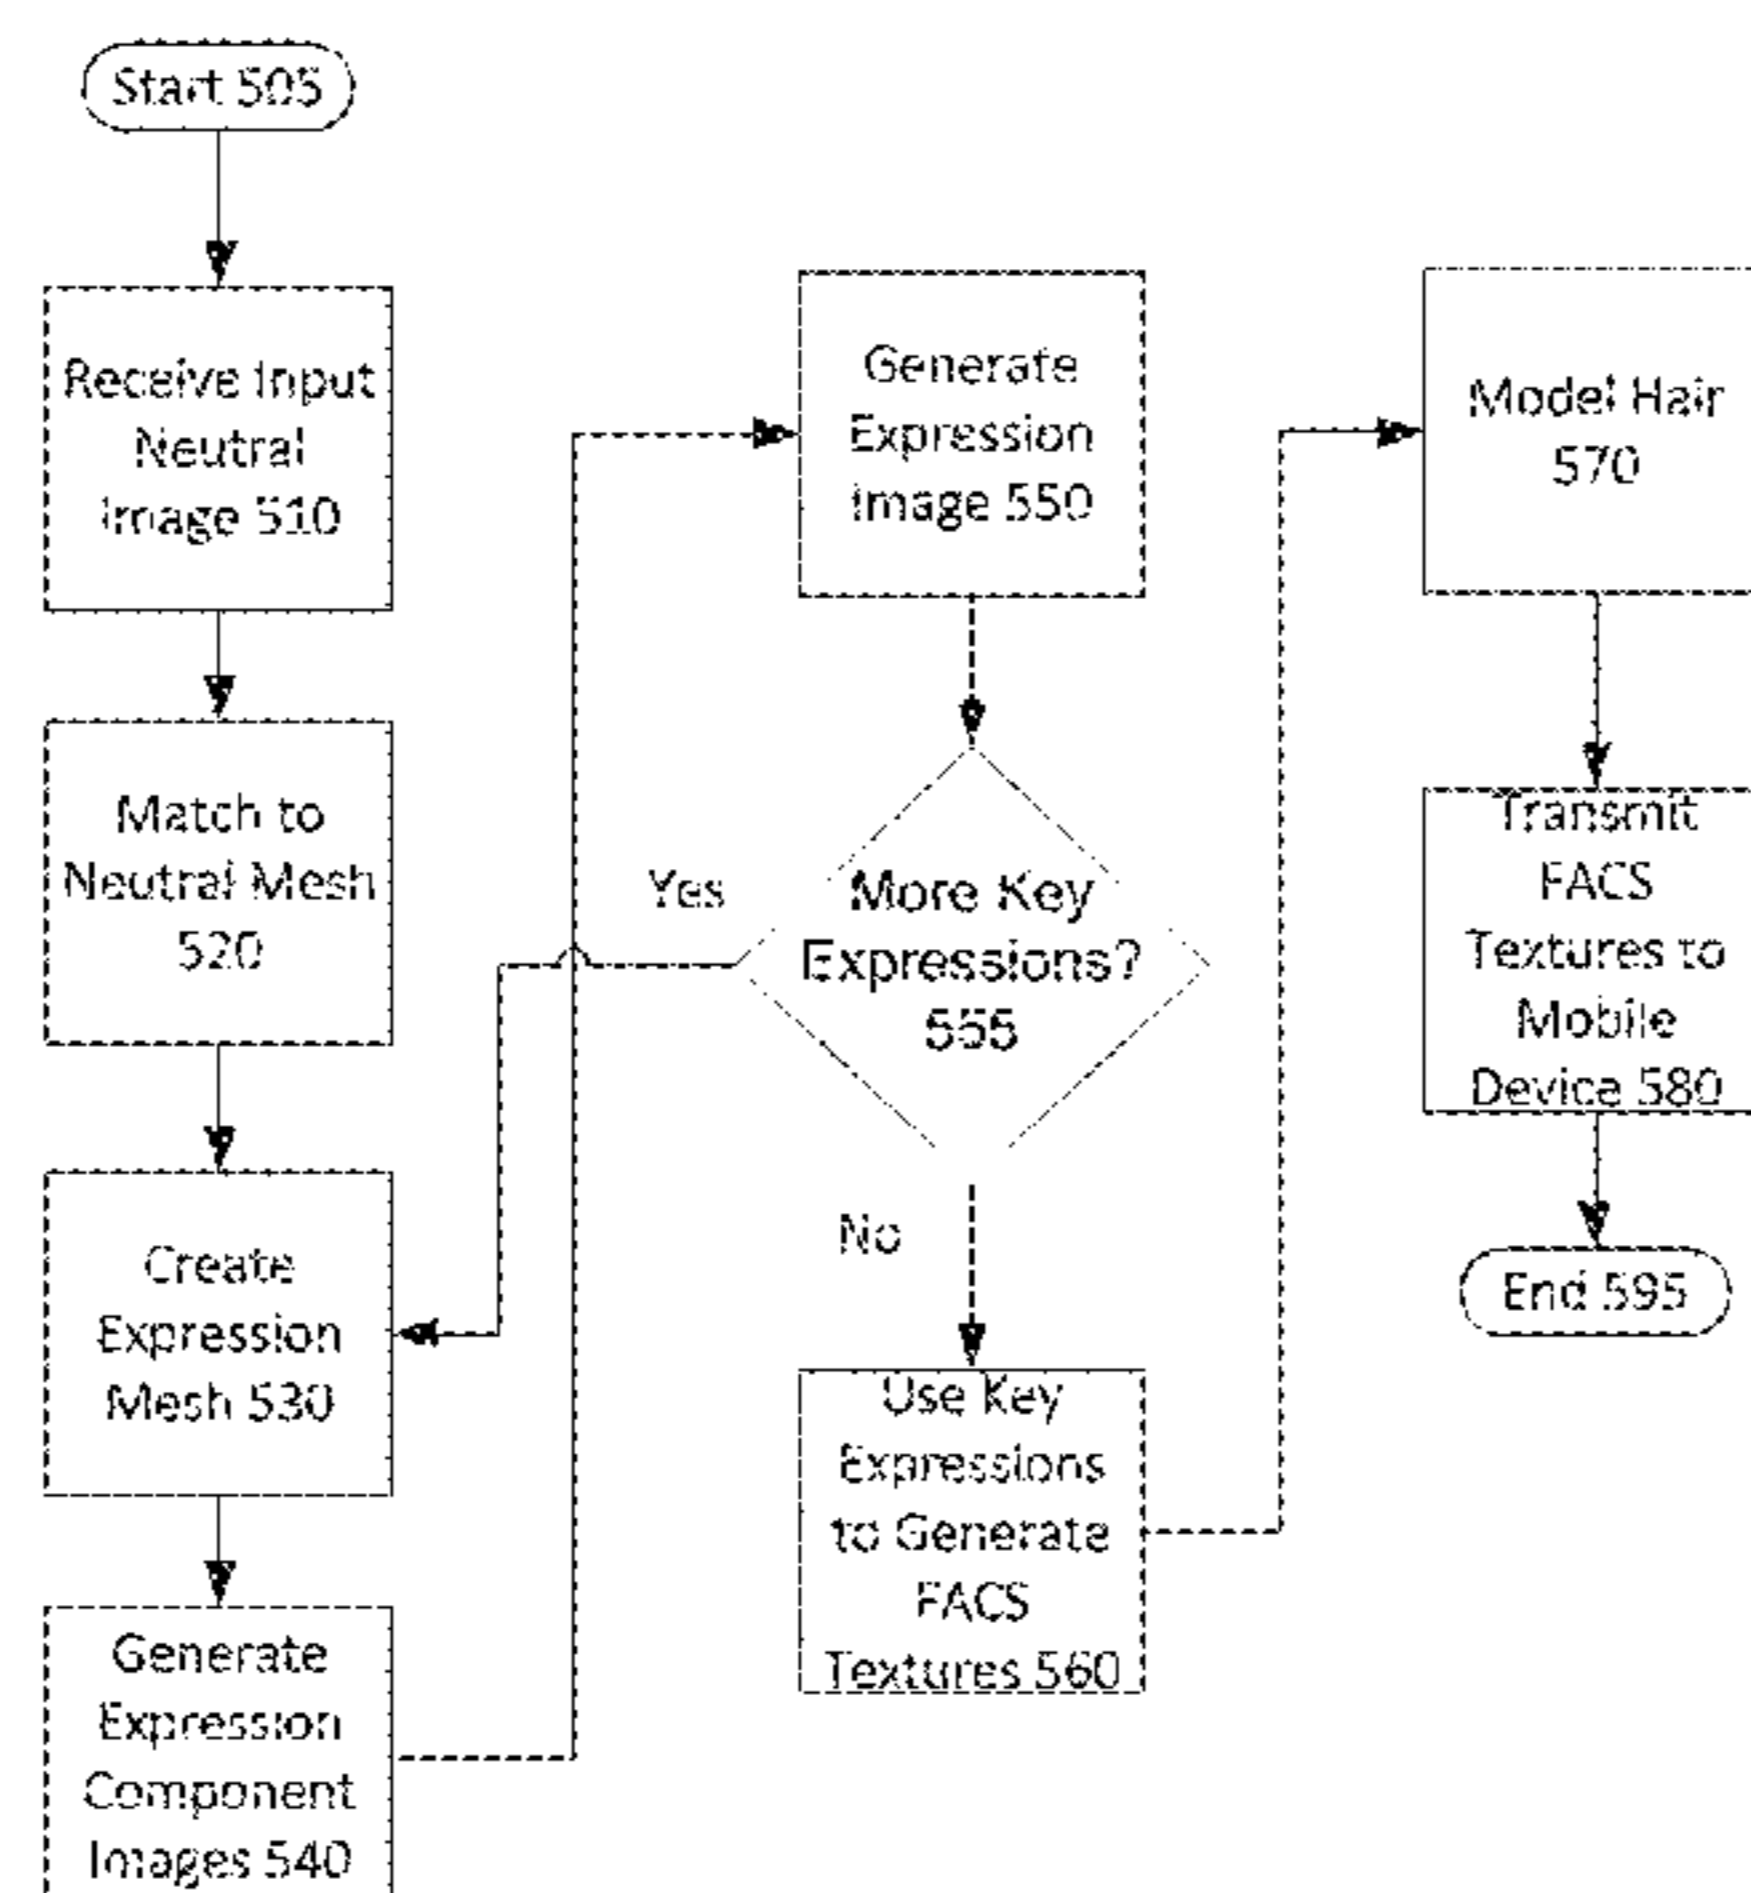 Start 505
Receive Input
Neutral
Image 510
Match to
Neutral Mesh
520
Create
Expression
Mesh 530
Generate
Expression
Component
Images 540
Generate
Expression
Image 550
More Key
Expressions?
555
Yes
No
Use Key
Expressions
to Generate
FACS
Textures 560
Model Hair
570
Transmit
FACS
Textures to
Mobile
Device 580
End 595